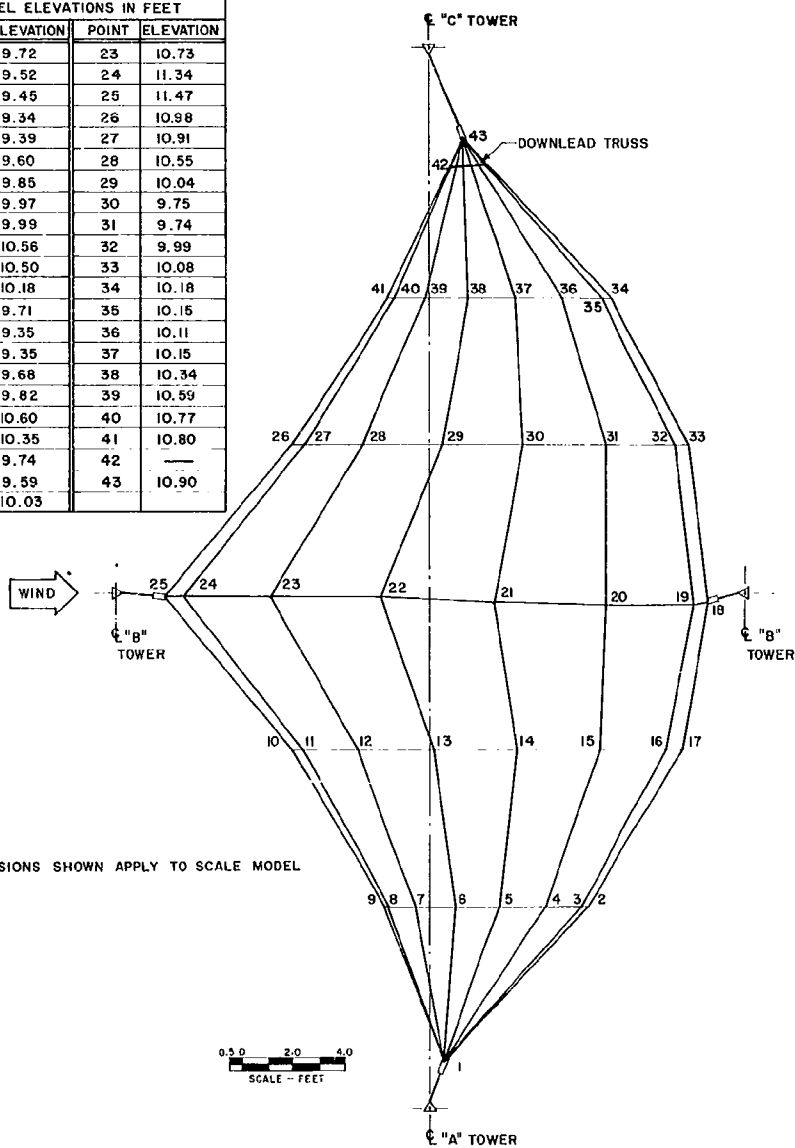 EL ELEVATIONS IN FEET
LEVATION POINT ELEVATION
9.72 23 10.73
9.52 24 11.34
9.45 25 11.47
9.34 26 10.98
9.39 27 10.91
9.60 28 10.55
9.85 29 10.04
9.97 30 9.75
9.99 31 9.74
10.56 32 9.99
10.50 33 10.08
10.18 34 10.18
9.71 35 10.15
9.35 36 10.11
9.35 37 10.15
9.68 38 10.34
9.82 39 10.59
10.60 40 10.77
10.35 41 10.80
9.74 42 —
9.59 43 10.90
10.03
℄ "C" TOWER
43
DOWNLEAD TRUSS
42
41 40 39 38 37 36 34
35
26 27 28 29 30 31 32 33
WIND
25 24 23 22 21 20 19
18
℄ "B"
TOWER
℄ "B"
TOWER
10 11 12 13 14 15 16 17
SIONS SHOWN APPLY TO SCALE MODEL
9 8 7 6 5 4 3 2
0.5 0 2.0 4.0
SCALE – FEET
1
℄ "A" TOWER